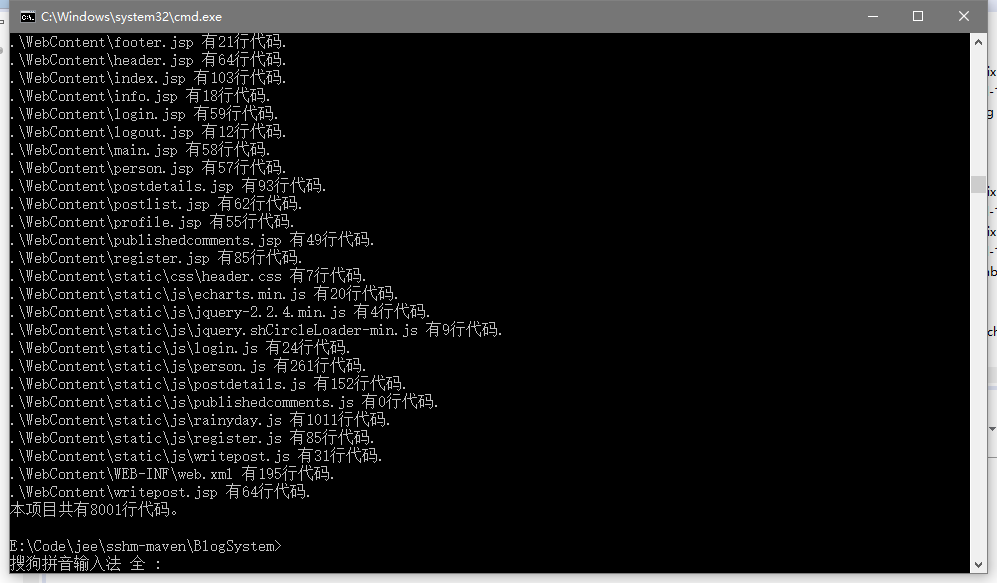 C:\Windows\system32\cmd.exe
.\WebContent\footer.jsp 有21行代码.
.\WebContent\header.jsp 有64行代码.
.\WebContent\index.jsp 有103行代码.
.\WebContent\info.jsp 有18行代码.
.\WebContent\login.jsp 有59行代码.
.\WebContent\logout.jsp 有12行代码.
.\WebContent\main.jsp 有58行代码.
.\WebContent\person.jsp 有57行代码.
.\WebContent\postdetails.jsp 有93行代码.
.\WebContent\postlist.jsp 有62行代码.
.\WebContent\profile.jsp 有55行代码.
.\WebContent\publishedcomments.jsp 有49行代码.
.\WebContent\register.jsp 有85行代码.
.\WebContent\static\css\header.css 有7行代码.
.\WebContent\static\js\echarts.min.js 有20行代码.
.\WebContent\static\js\jquery-2.2.4.min.js 有4行代码.
.\WebContent\static\js\jquery.shCircleLoader-min.js 有9行代码.
.\WebContent\static\js\login.js 有24行代码.
.\WebContent\static\js\person.js 有261行代码.
.\WebContent\static\js\postdetails.js 有152行代码.
.\WebContent\static\js\publishedcomments.js 有0行代码.
.\WebContent\static\js\rainyday.js 有1011行代码.
.\WebContent\static\js\register.js 有85行代码.
.\WebContent\static\js\writepost.js 有31行代码.
.\WebContent\WEB-INF\web.xml 有195行代码.
.\WebContent\writepost.jsp 有64行代码.
本项目共有8001行代码。
E:\Code\jee\sshm-maven\BlogSystem>
搜狗拼音输入法 全 :